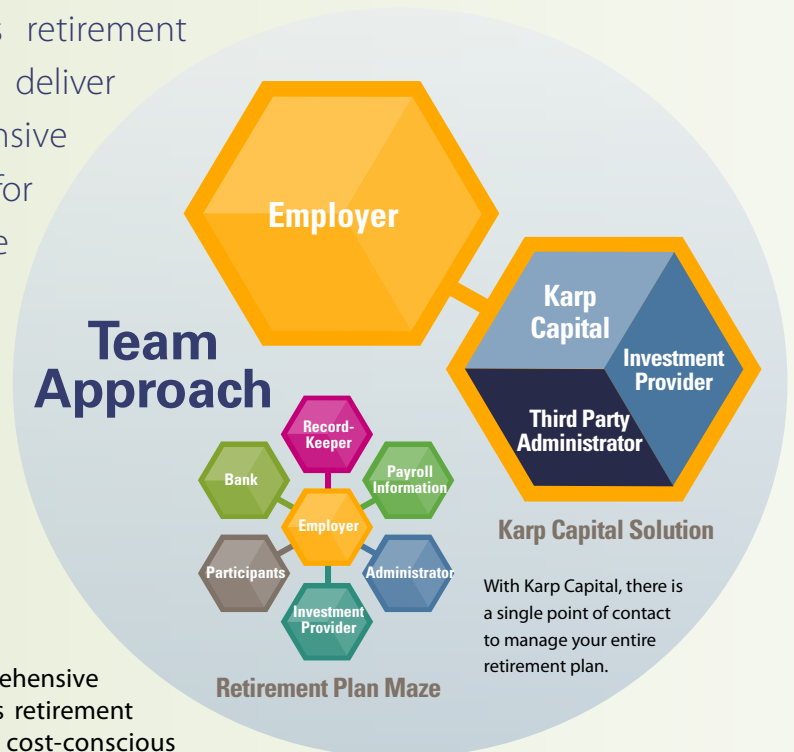 s retirement
deliver
nsive
for
e
Employer
Karp
Capital
Investment
Provider
Third Party
Administrator
Karp Capital Solution
With Karp Capital, there is
a single point of contact
to manage your entire
retirement plan.
Team
Approach
Record-
Keeper
Bank
Payroll
Information
Employer
Participants
Administrator
Investment
Provider
Retirement Plan Maze
rehensive
s retirement
cost-conscious